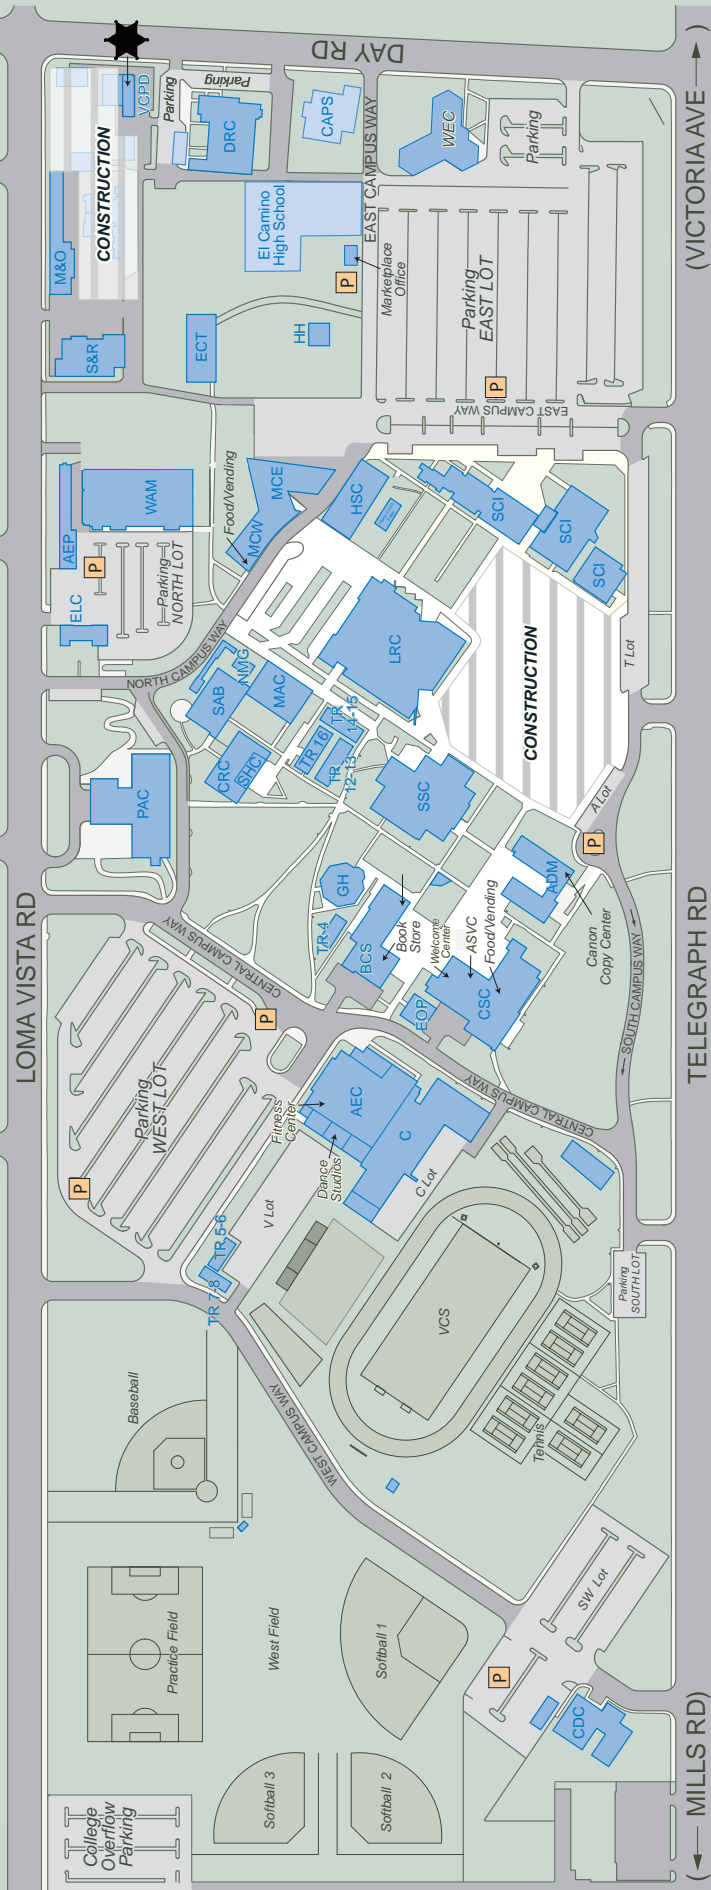 DAY RD
(VICTORIA AVE → )
VCPD
Parking
Parking
DRC
CAPS
EAST CAMPUS WAY
WEC
Parking
CONSTRUCTION
M&O
El Camino
High School
Marketplace
Office
P
Parking
EAST LOT
P
HH
ECT
S&R
EAST CAMPUS WAY
WAM
AEP
P
ELC
Parking
NORTH LOT
Food/Vending
MCE
MCW
HSC
SCI
SCI
SCI
T Lot
LRC
CONSTRUCTION
NORTH CAMPUS WAY
NMG
SAB
MAC
TR
14-15
TR 16
TR
12-13
CRC
SHC
SSC
PAC
A Lot
P
GH
TR-4
BCS
Book
Store
Welcome
Center
ASVC
Food/Vending
ADM
Canon
Copy Center
CSC
EOP
LOMA VISTA RD
TELEGRAPH RD
CENTRAL CAMPUS WAY
← SOUTH CAMPUS WAY →
P
Parking
WEST LOT
P
AEC
Fitness
Center
Dance
Studios
C
C Lot
CENTRAL CAMPUS WAY
V Lot
TR 5-6
TR 7-8
VCS
Parking
SOUTH LOT
Baseball
WEST CAMPUS WAY
Tennis
SW Lot
Practice Field
West Field
Softball 1
P
CDC
Softball 3
Softball 2
College
Overflow
Parking
( ← MILLS RD)